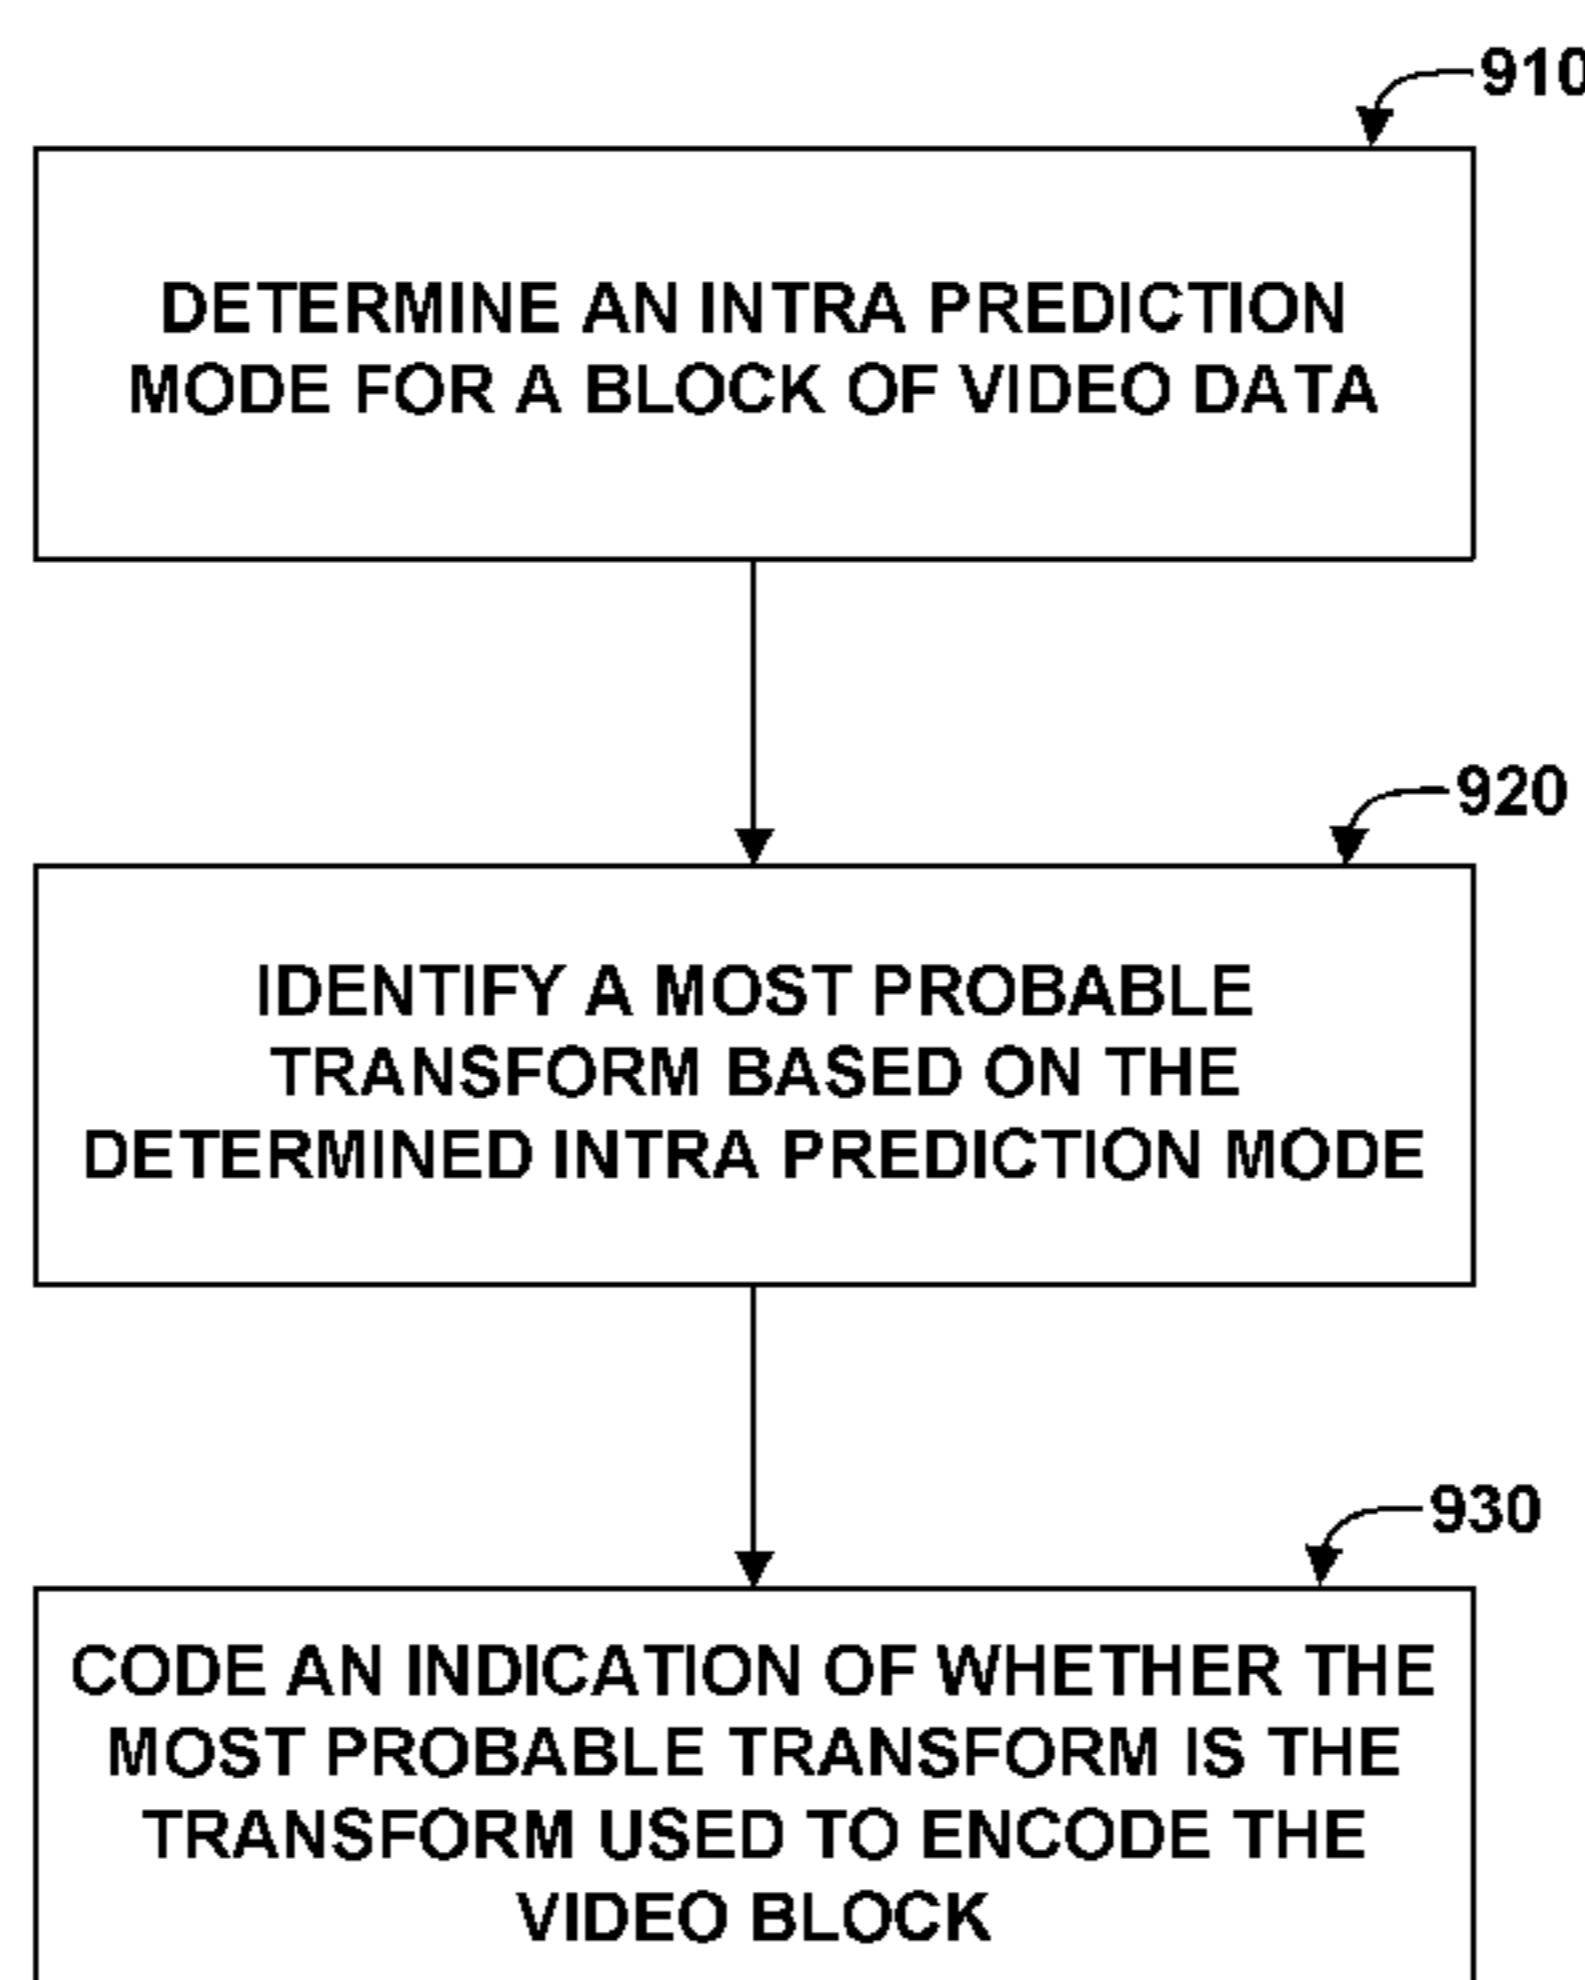 910
DETERMINE AN INTRA PREDICTION
MODE FOR A BLOCK OF VIDEO DATA
920
IDENTIFY A MOST PROBABLE
TRANSFORM BASED ON THE
DETERMINED INTRA PREDICTION MODE
930
CODE AN INDICATION OF WHETHER THE
MOST PROBABLE TRANSFORM IS THE
TRANSFORM USED TO ENCODE THE
VIDEO BLOCK